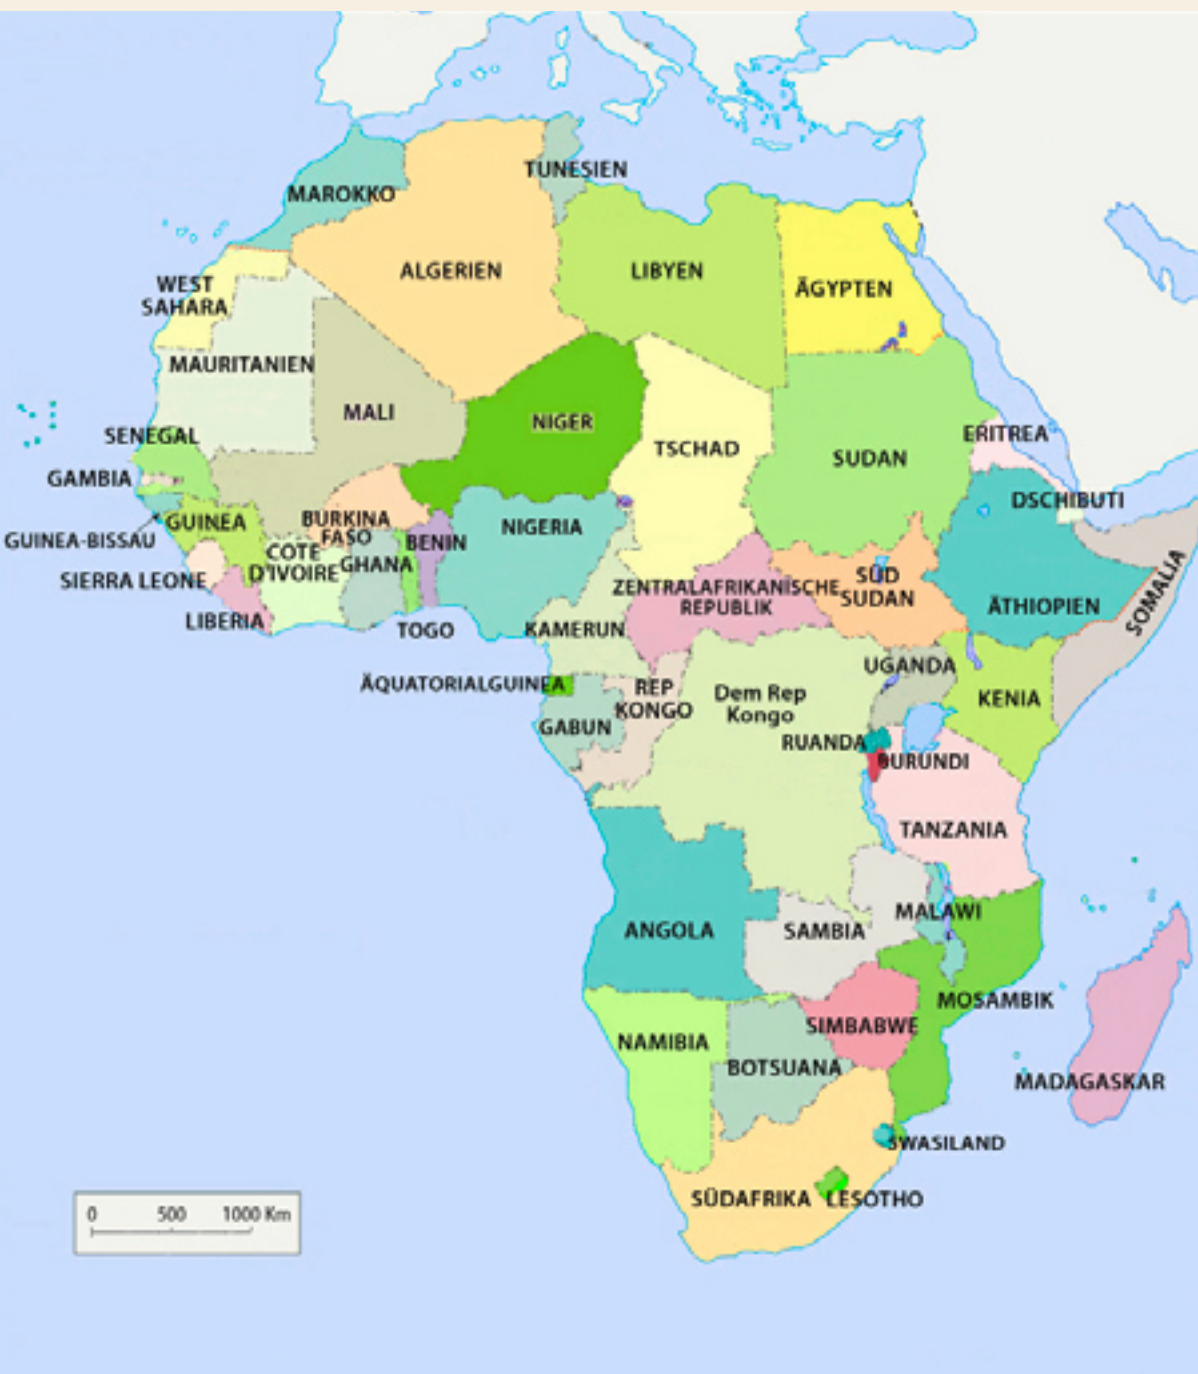 TUNESIEN
MAROKKO
ALGERIEN
LIBYEN
ÄGYPTEN
WEST
SAHARA
MAURITANIEN
MALI
NIGER
TSCHAD
SUDAN
ERITREA
SENEGAL
GAMBIA
DSCHIBUTI
GUINEA
BURKINA
FASO
NIGERIA
GUINEA-BISSAU
BENIN
COTE
D'IVOIRE
GHANA
SIERRA LEONE
ZENTRALAFRIKANISCHE
REPUBLIK
SÜD
SUDAN
ÄTHIOPIEN
SOMALIA
LIBERIA
TOGO
KAMERUN
UGANDA
ÄQUATORIALGUINEA
REP
KONGO
Dem Rep
Kongo
KENIA
GABUN
RUANDA
BURUNDI
TANZANIA
MALAWI
ANGOLA
SAMBIA
MOSAMBIK
SIMBABWE
NAMIBIA
BOTSUANA
MADAGASKAR
SWASILAND
SÜDAFRIKA
LESOTHO
0 500 1000 Km